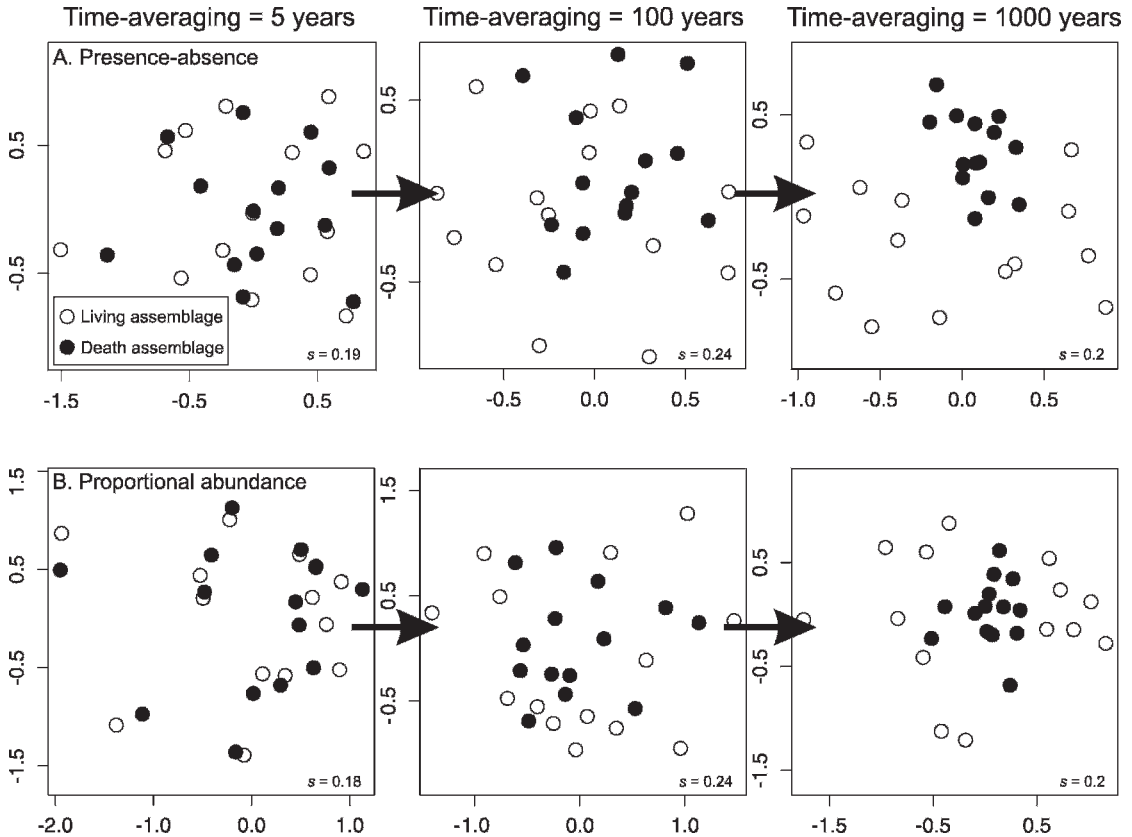 Time-averaging = 5 years
Time-averaging = 100 years
Time-averaging = 1000 years
A. Presence-absence
0.5
-0.5
Living assemblage
Death assemblage
s = 0.19
-1.5
-0.5
0.5
0.5
-0.5
s = 0.24
-0.5
0.0
0.5
0.5
-0.5
s = 0.2
-1.0
-0.5
0.0
0.5
B. Proportional abundance
1.5
0.5
-0.5
-1.5
s = 0.18
-2.0
-1.0
0.0
1.0
1.5
0.5
-0.5
s = 0.24
-1.0
0.0
1.0
0.5
-0.5
-1.5
s = 0.2
-1.5
-0.5
0.5